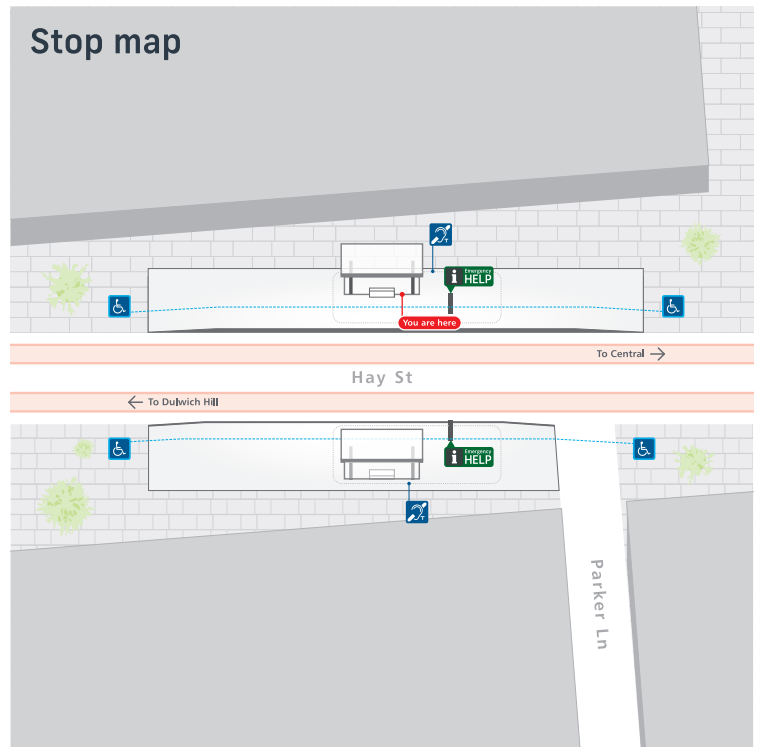 Stop map
T
i Emergency
HELP
You are here
To Central
Hay St
To Dulwich Hill
i Emergency
HELP
T
Parker Ln